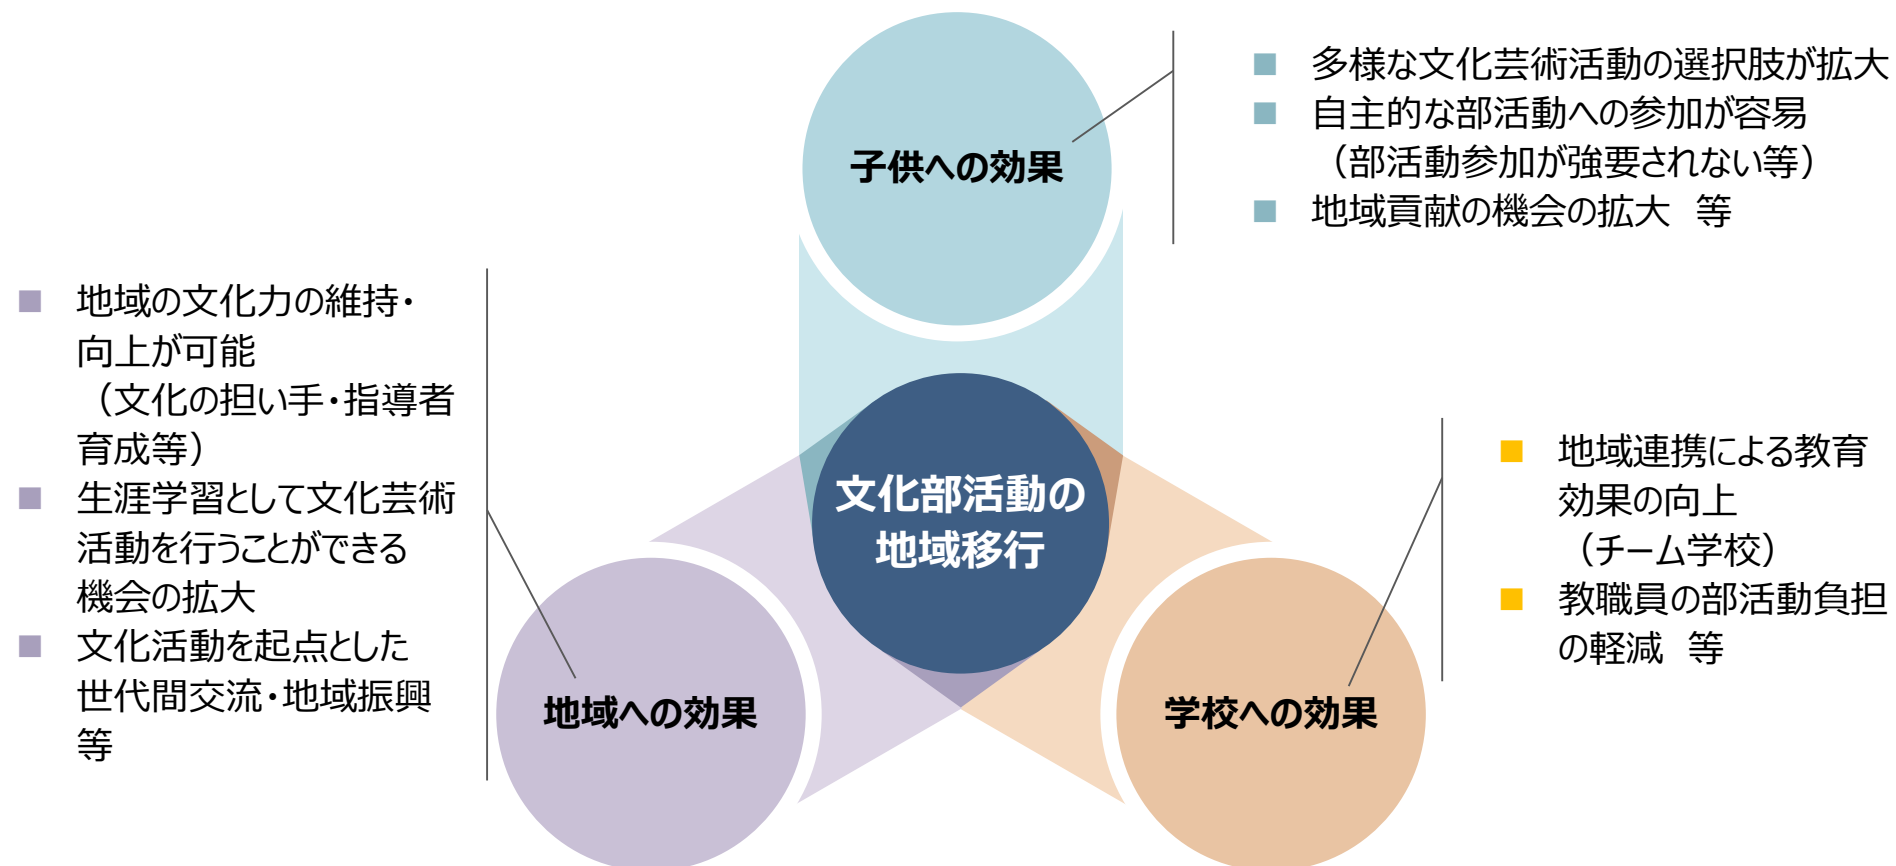 子供への効果
■ 多様な文化芸術活動の選択肢が拡大
■ 自主的な部活動への参加が容易
（部活動参加が強要されない等）
■ 地域貢献の機会の拡大　等
■ 地域の文化力の維持・
向上が可能
（文化の担い手・指導者
育成等）
■ 生涯学習として文化芸術
活動を行うことができる
機会の拡大
■ 文化活動を起点とした
世代間交流・地域振興
等
地域への効果
文化部活動の
地域移行
■ 地域連携による教育
効果の向上
（チーム学校）
■ 教職員の部活動負担
の軽減　等
学校への効果